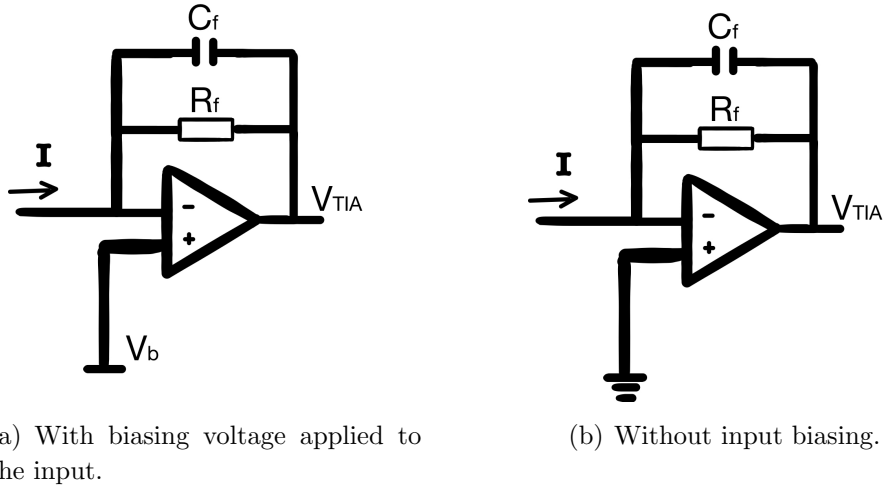 Cf
Rf
I
-
+
VTIA
Vb
a) With biasing voltage applied to
he input.
Cf
Rf
I
-
+
VTIA
(b) Without input biasing.